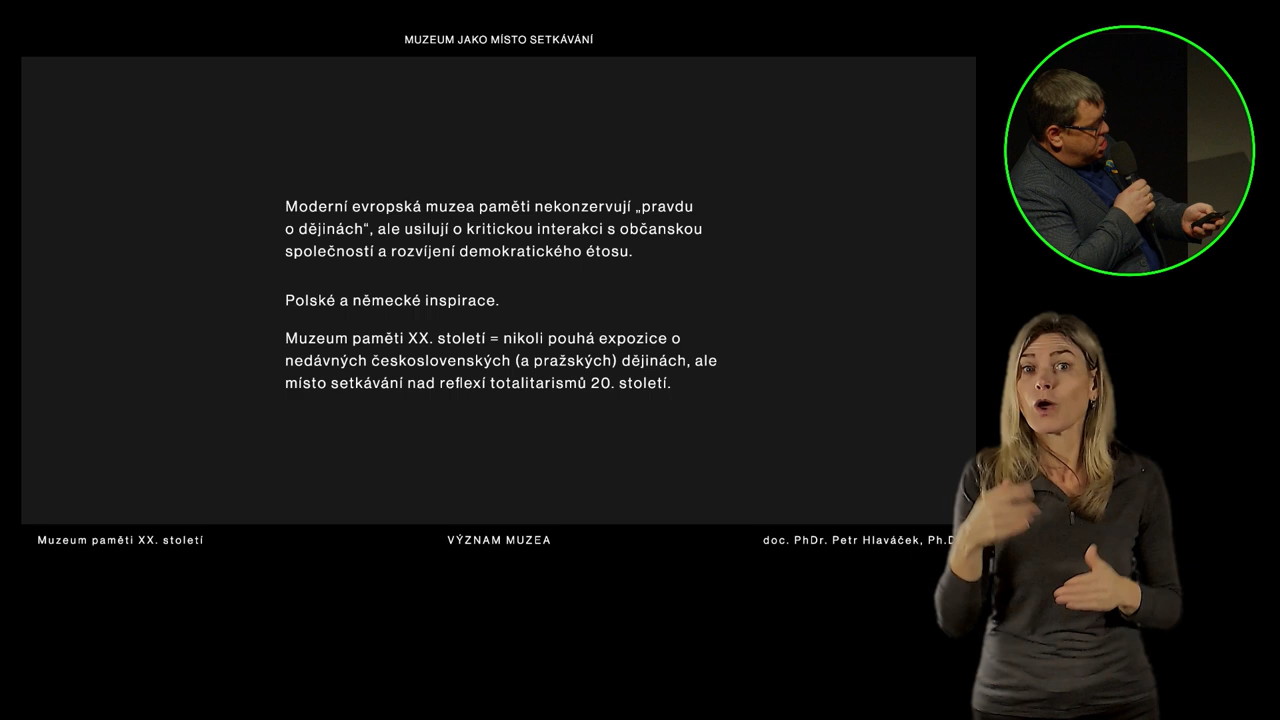 MUZEUM JAKO MÍSTO SETKÁVÁNÍ
Moderní evropská muzea paměti nekonzervují „pravdu
o dějinách“, ale usilují o kritickou interakci s občanskou
společností a rozvíjení demokratického étosu.
Polské a německé inspirace.
Muzeum paměti XX. století = nikoli pouhá expozice o
nedávných československých (a pražských) dějinách, ale
místo setkávání nad reflexí totalitarismů 20. století.
Muzeum paměti XX. století
VÝZNAM MUZEA
doc. PhDr. Petr Hlaváček, Ph.D